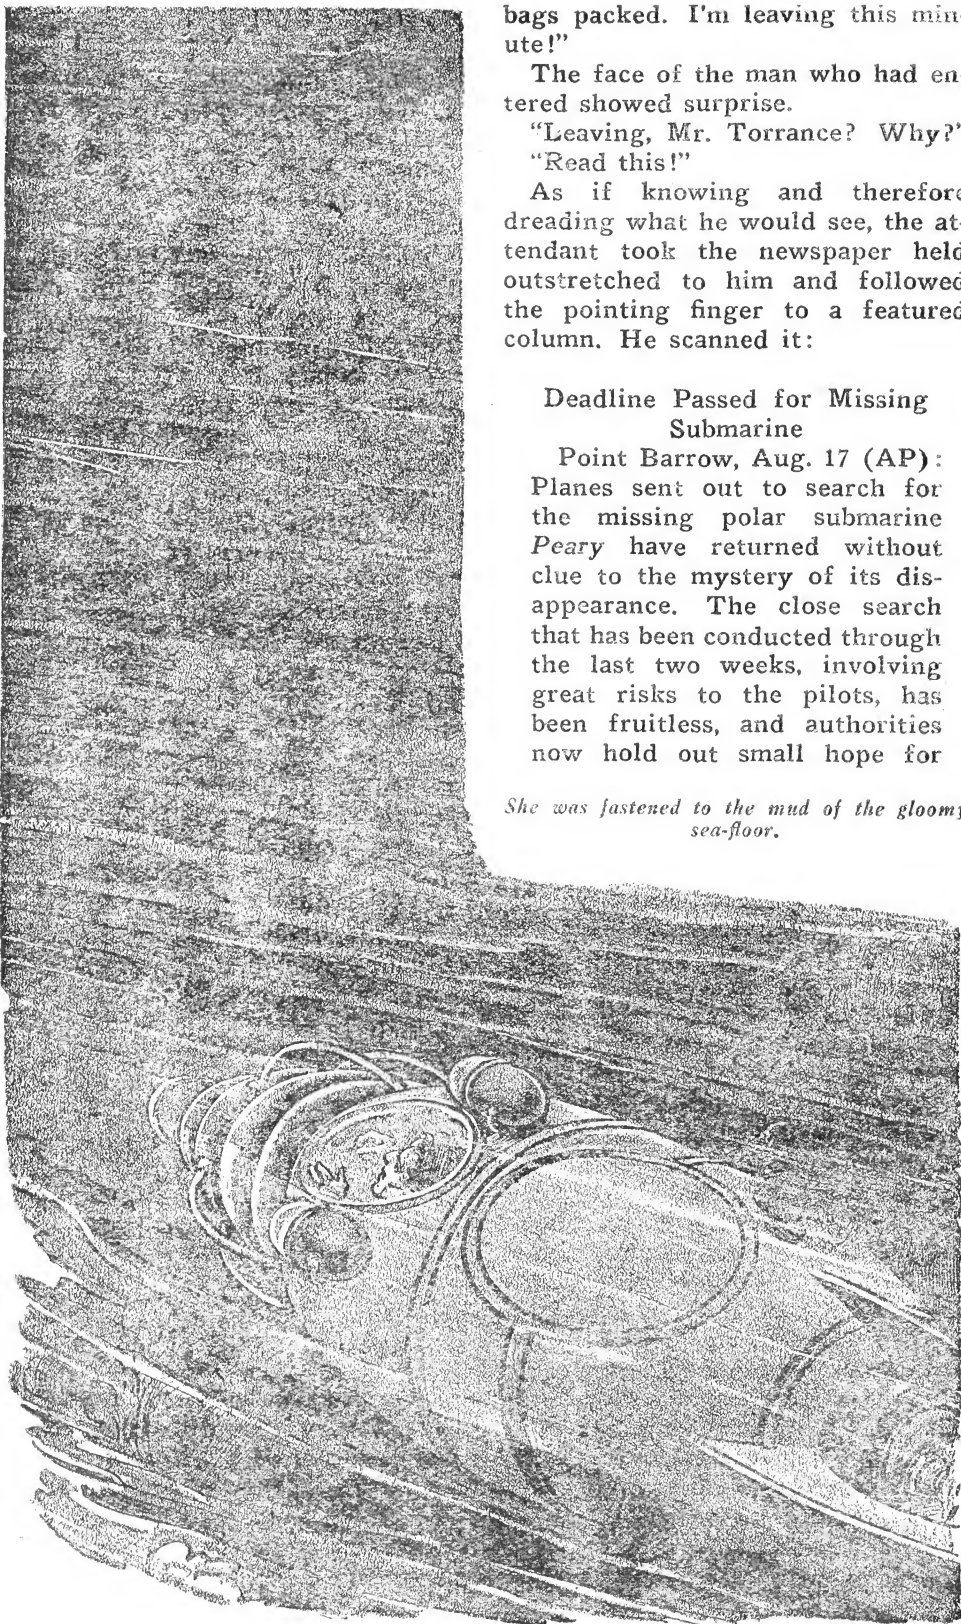 bags packed. I'm leaving this min-
ute!”
The face of the man who had en-
tered showed surprise.
“Leaving, Mr. Torrance? Why?”
“Read this!”
As if knowing and therefore
dreading what he would see, the at-
tendant took the newspaper held
outstretched to him and followed
the pointing finger to a featured
column. He scanned it:
Deadline Passed for Missing
Submarine
Point Barrow, Aug. 17 (AP):
Planes sent out to search for
the missing polar submarine
Peary have returned without
clue to the mystery of its dis-
appearance. The close search
that has been conducted through
the last two weeks, involving
great risks to the pilots, has
been fruitless, and authorities
now hold out small hope for
She was fastened to the mud of the gloomy
sea-floor.